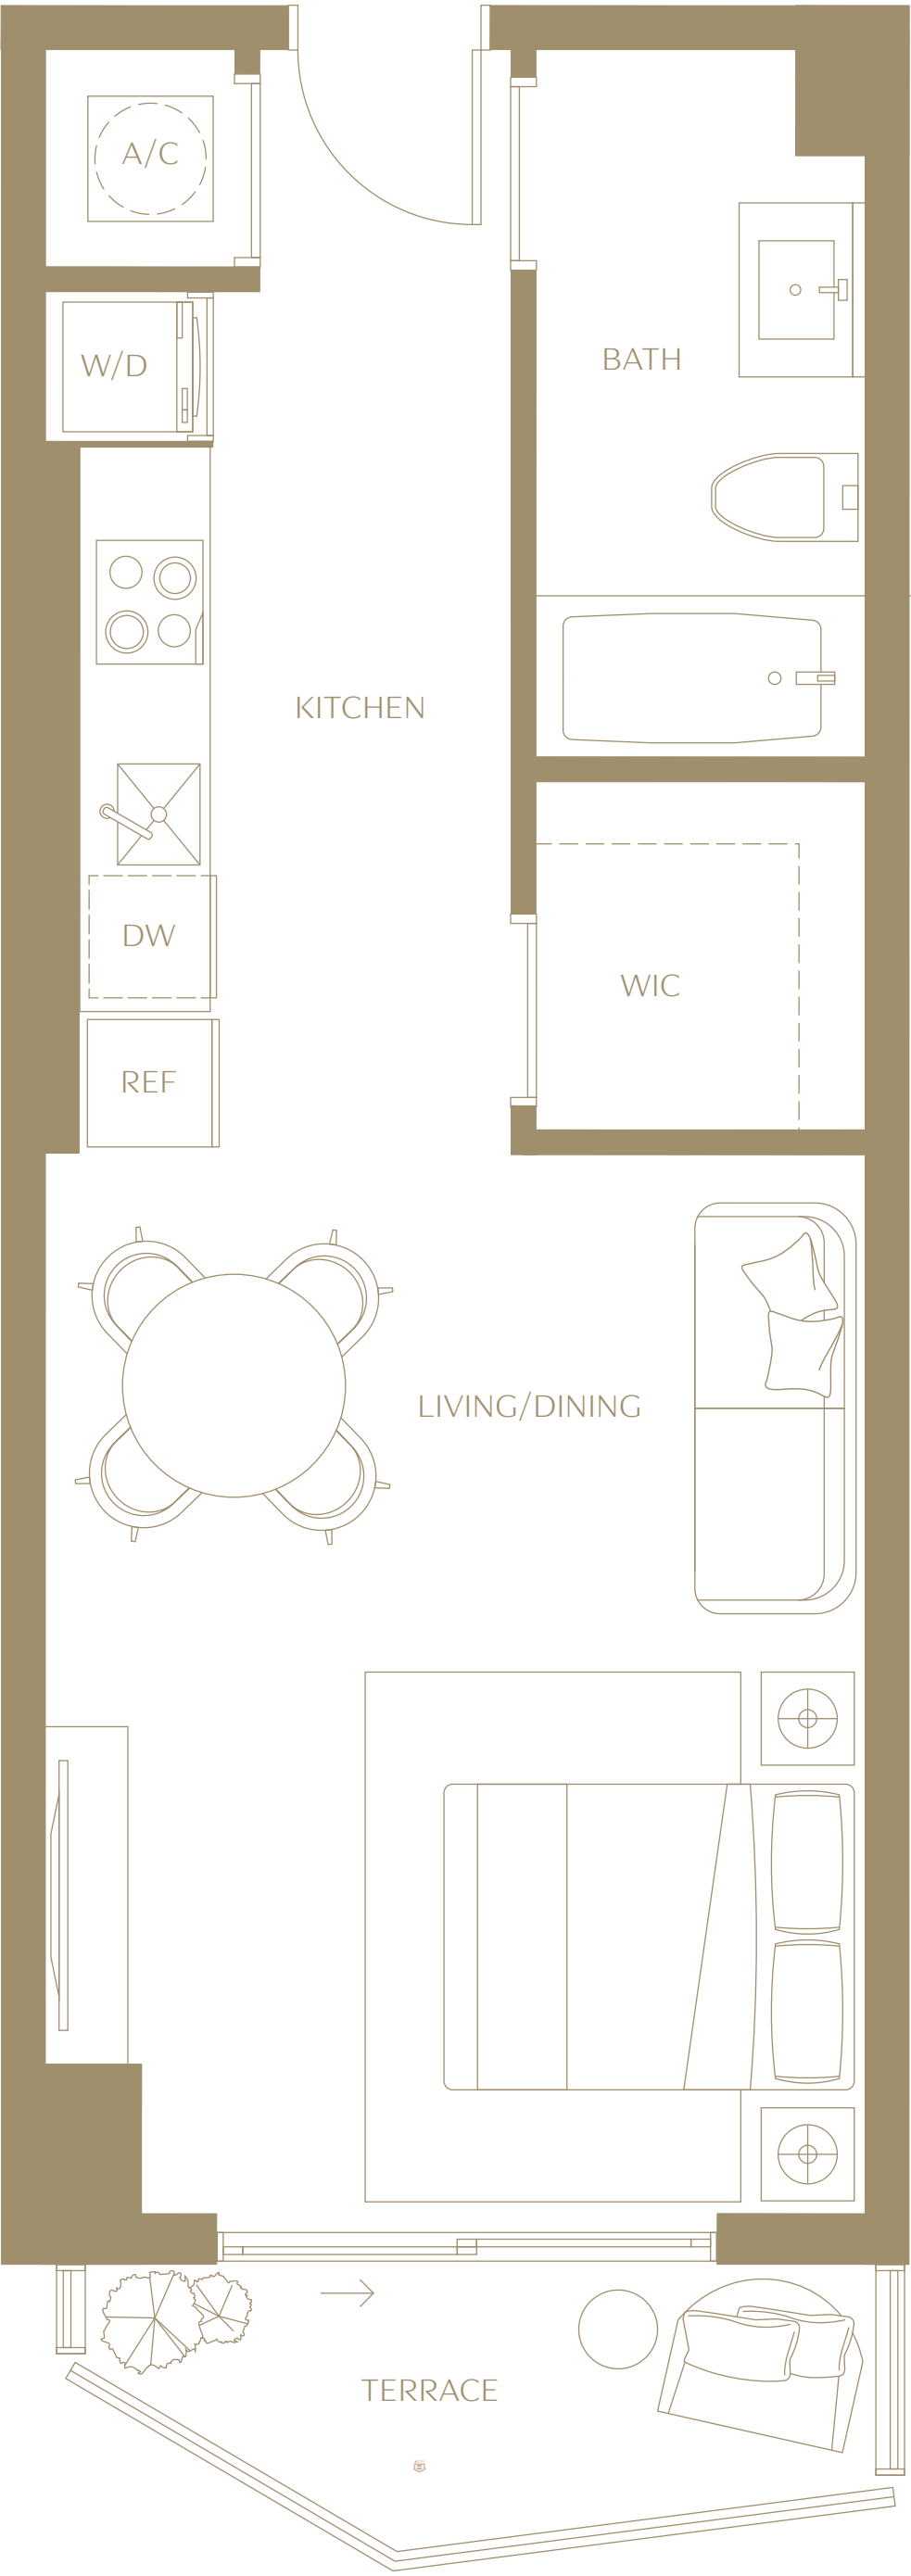 A/C
W/D
BATH
KITCHEN
DW
WIC
REF
LIVING/DINING
TERRACE